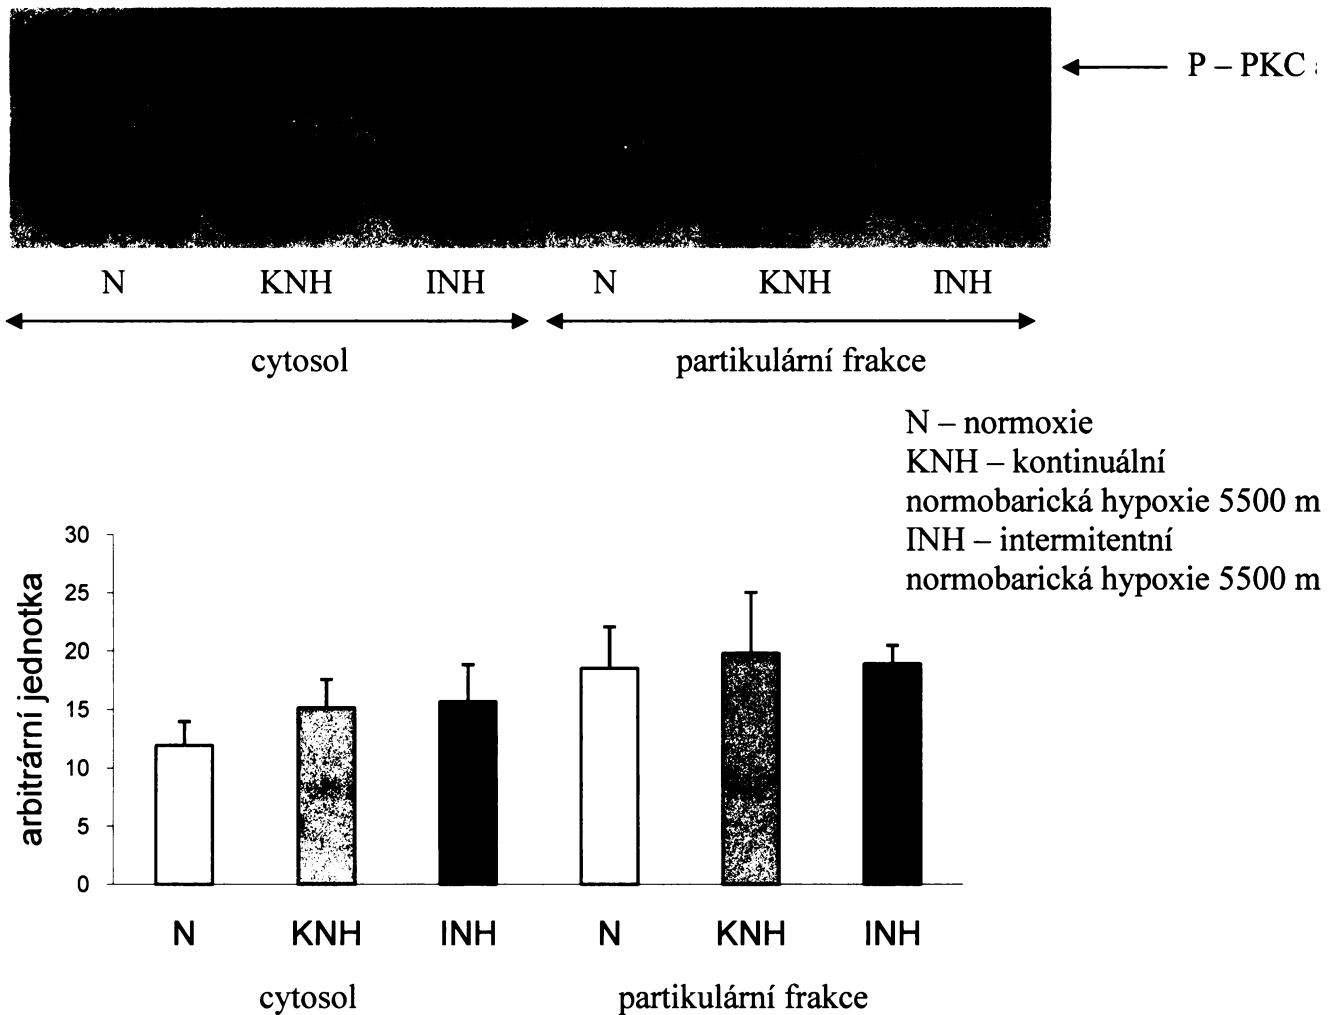 P – PKC
N KNH INH N KNH INH
cytosol partikulární frakce
N – normoxie
KNH – kontinuální
normobarická hypoxie 5500 m
INH – intermitentní
normobarická hypoxie 5500 m
arbitrární jednotka
30
25
20
15
10
5
0
N KNH INH N KNH INH
cytosol partikulární frakce